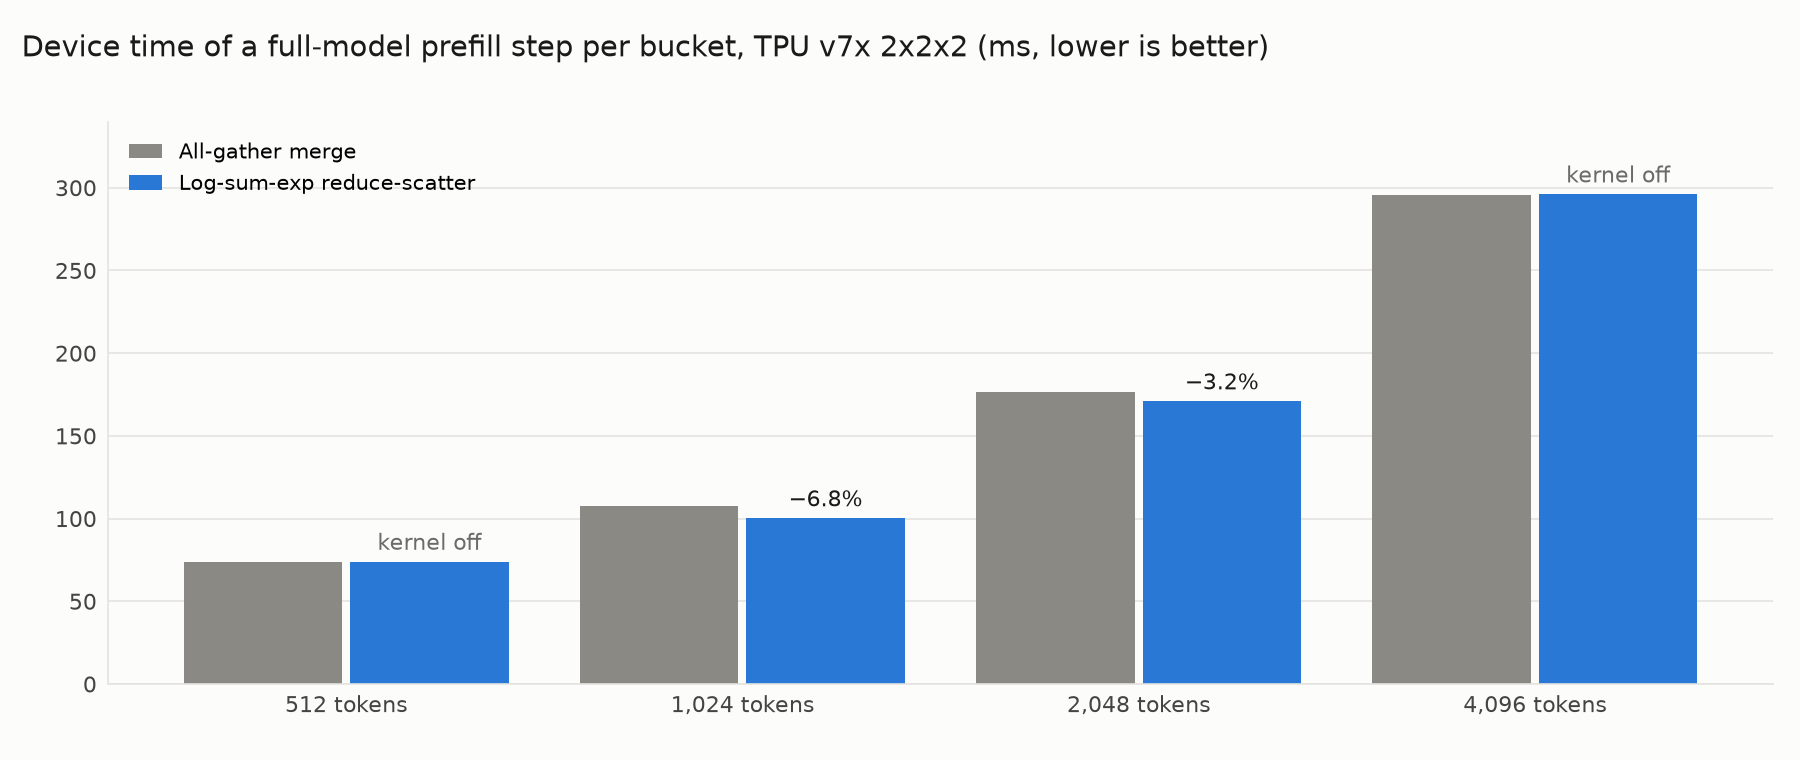 Device time of a full-model prefill step per bucket, TPU v7x 2x2x2 (ms, lower is better)
All-gather merge
Log-sum-exp reduce-scatter
300
250
200
150
100
50
0
kernel off
−6.8%
−3.2%
kernel off
512 tokens
1,024 tokens
2,048 tokens
4,096 tokens